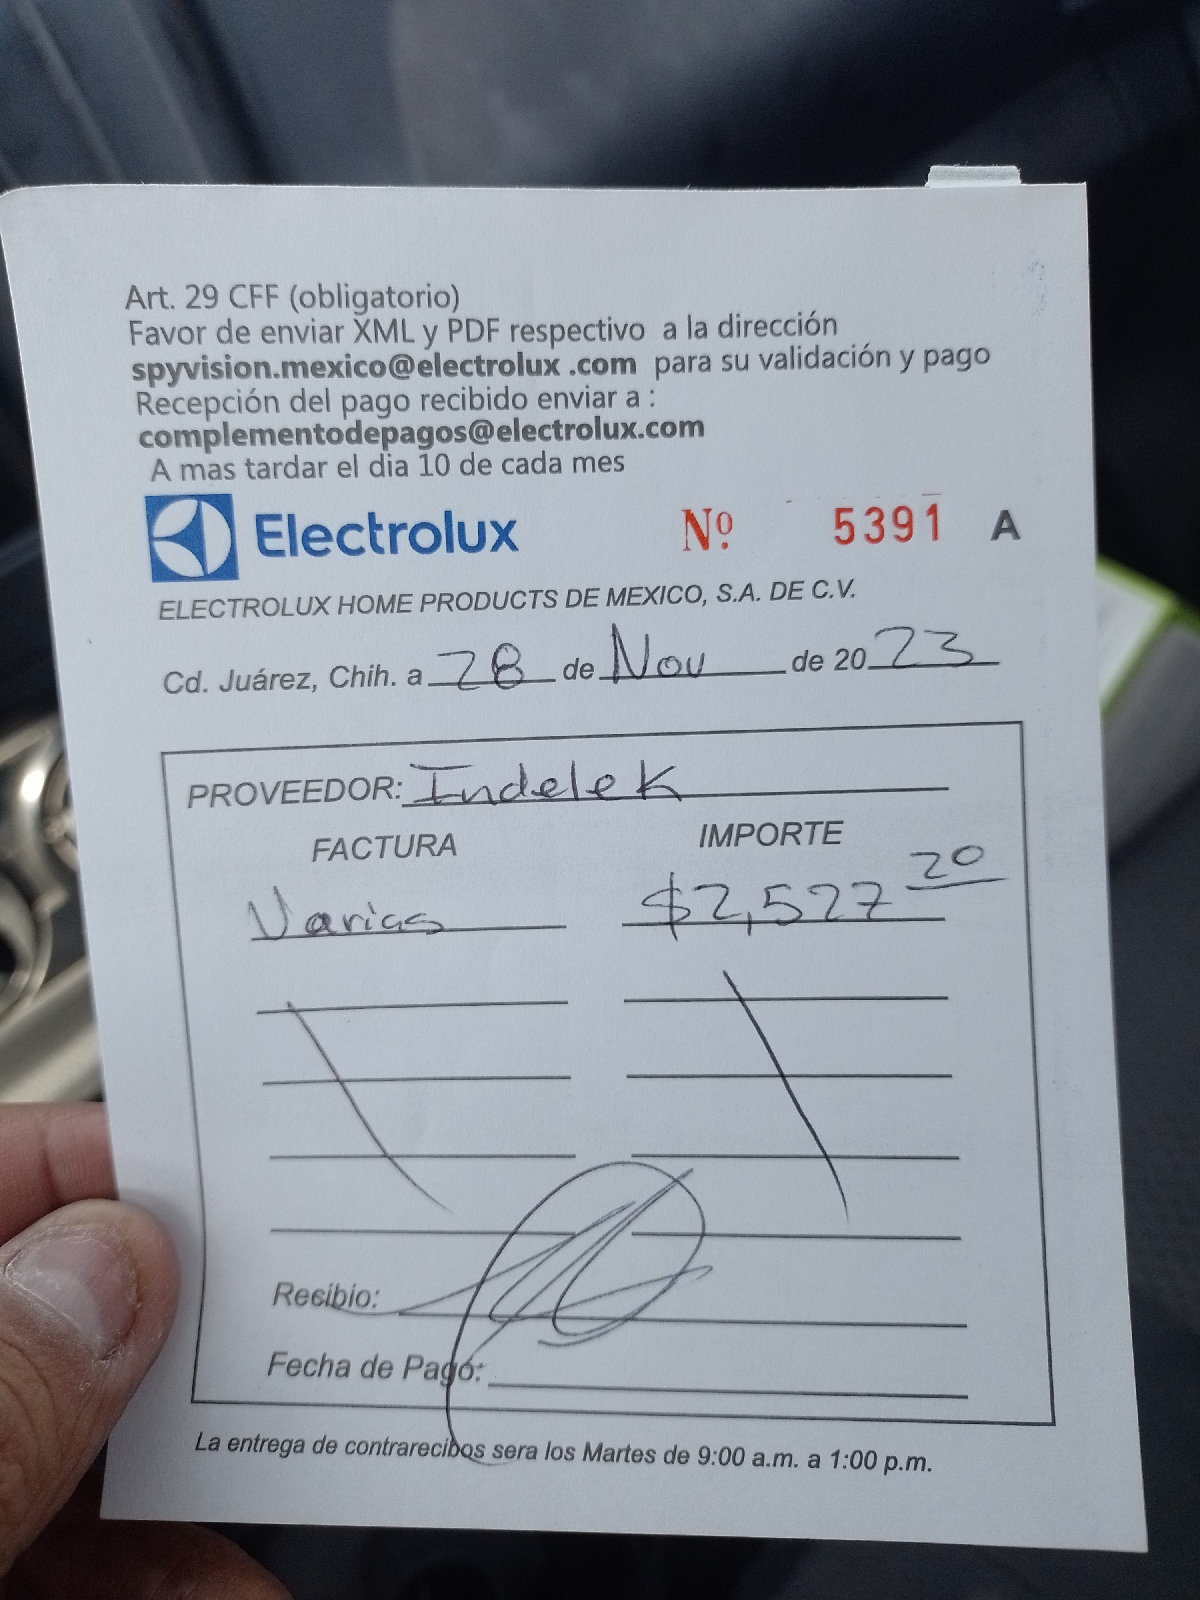 Art. 29 CFF (obligatorio)
Favor de enviar XML y PDF respectivo a la dirección
spyvision.mexico@electrolux .com para su validación y pago
Recepción del pago recibido enviar a :
complementodepagos@electrolux.com
A mas tardar el dia 10 de cada mes
Electrolux Nº 5391 A
ELECTROLUX HOME PRODUCTS DE MEXICO, S.A. DE C.V.
Cd. Juárez, Chih. a 28 de Nov de 2023
PROVEEDOR: Indelek
FACTURA IMPORTE
Varias $2,527 20
Recibio:
Fecha de Pago:
La entrega de contrarecibos sera los Martes de 9:00 a.m. a 1:00 p.m.